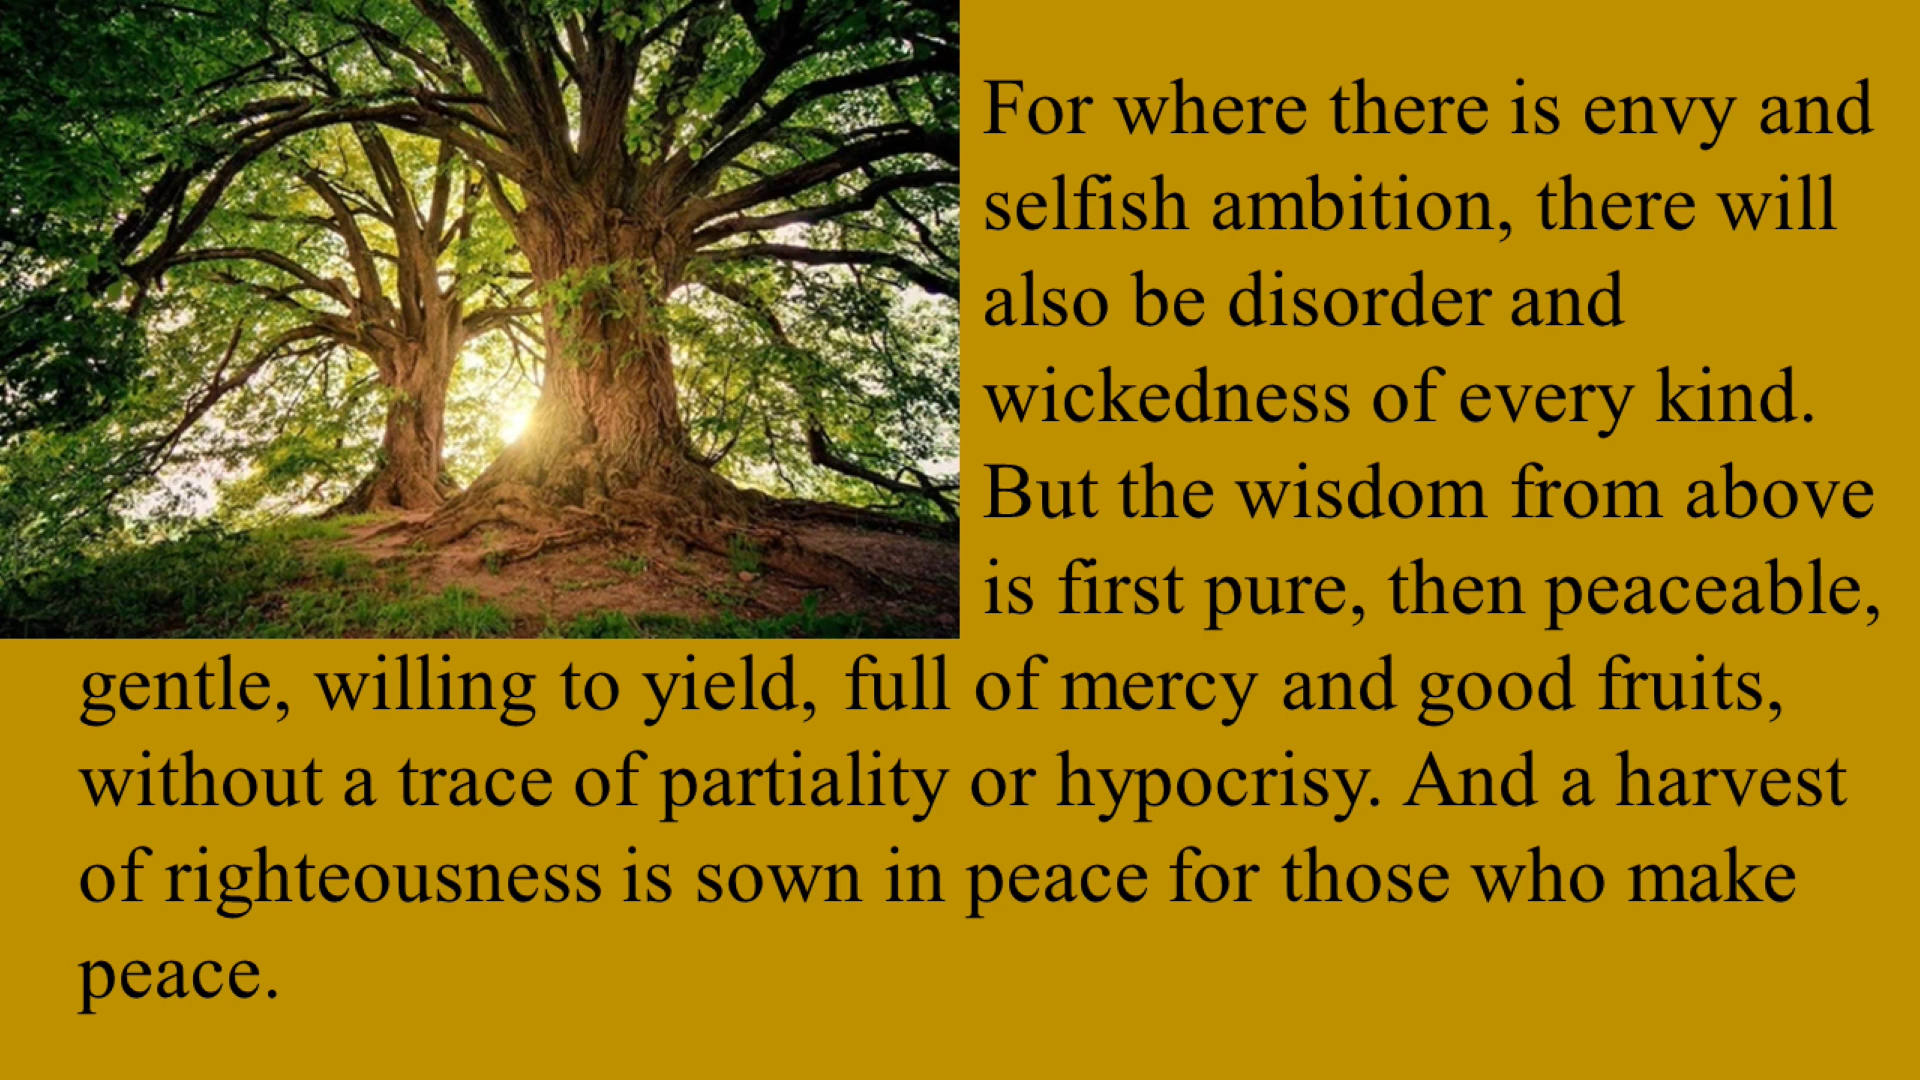 For where there is envy and
selfish ambition, there will
also be disorder and
wickedness of every kind.
But the wisdom from above
is first pure, then peaceable,
gentle, willing to yield, full of mercy and good fruits,
without a trace of partiality or hypocrisy. And a harvest
of righteousness is sown in peace for those who make
peace.